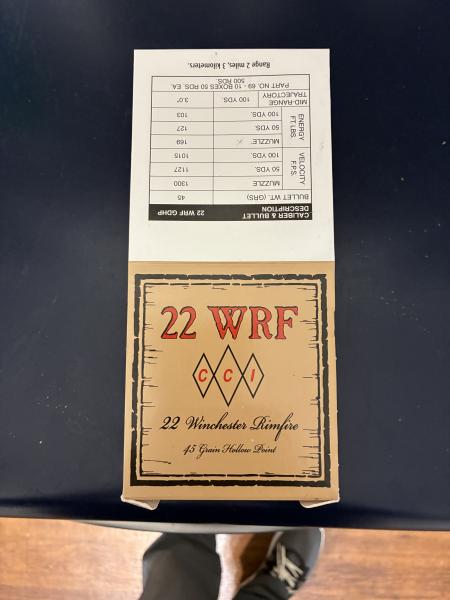 Range 2 miles, 3 kilometers.
CALIBER & BULLET DESCRIPTION 22 WRF GDHP
BULLET WT. (GRS) 45
VELOCITY F.P.S. MUZZLE 1300
50 YDS. 1127
100 YDS. 1015
ENERGY FT.LBS. MUZZLE 169
50 YDS. 127
100 YDS. 103
MID-RANGE TRAJECTORY 100 YDS. 3.0"
PART NO. 69 - 10 BOXES 50 RDS. EA.
500 RDS.
22 WRF
CCI
22 Winchester Rimfire
45 Grain Hollow Point